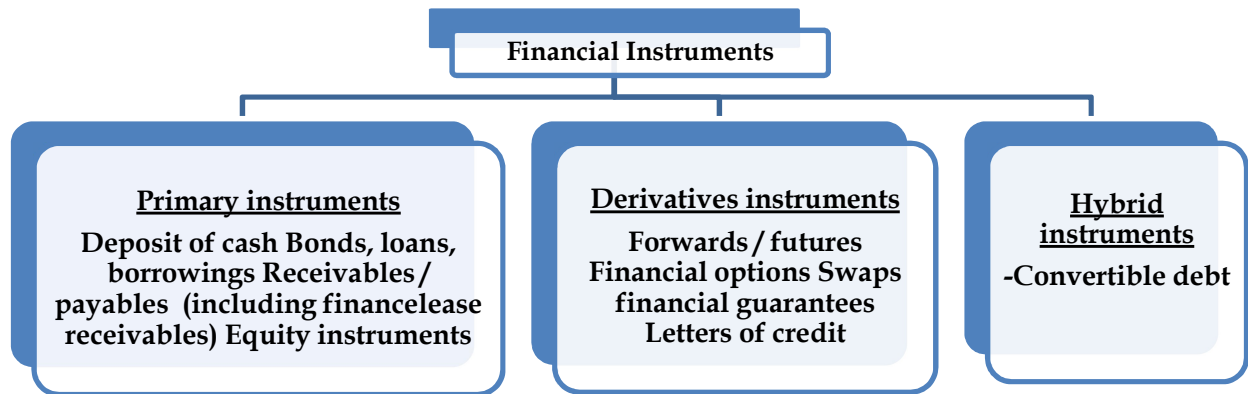 Financial Instruments
Primary instruments
Deposit of cash Bonds, loans,
borrowings Receivables /
payables (including financelease
receivables) Equity instruments
Derivatives instruments
Forwards / futures
Financial options Swaps
financial guarantees
Letters of credit
Hybrid
instruments
-Convertible debt